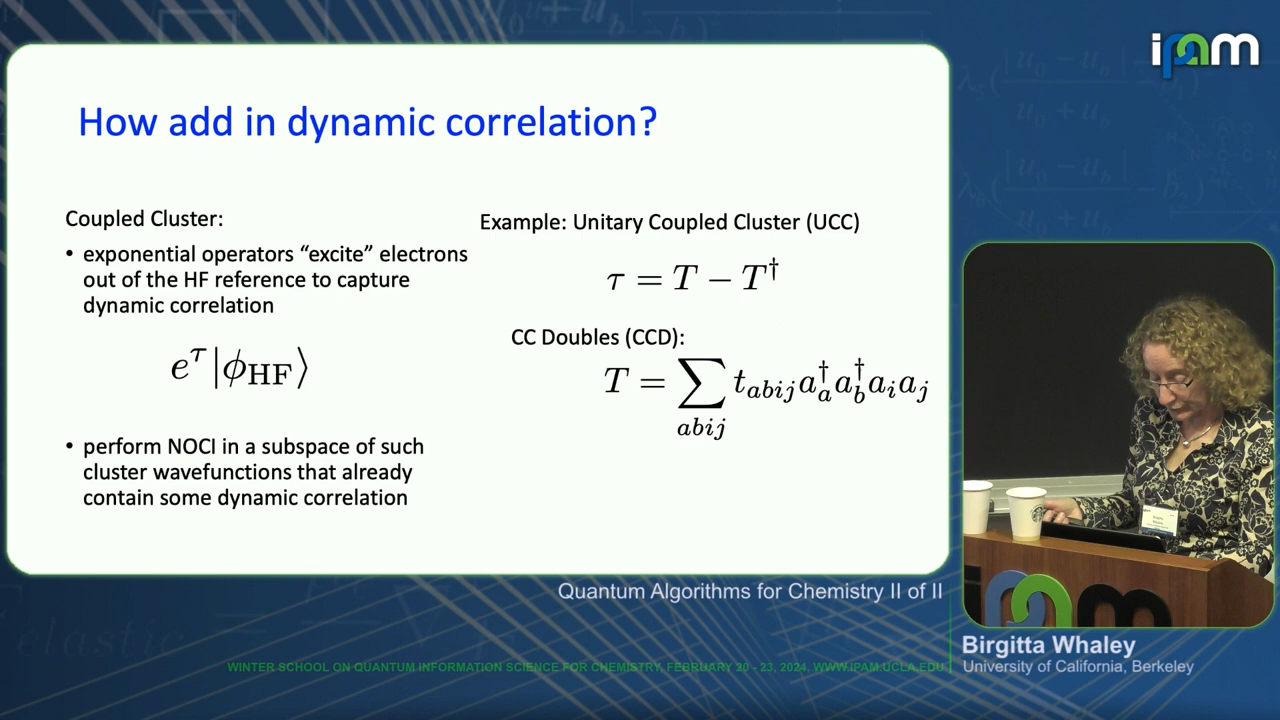 ipam
How add in dynamic correlation?
Coupled Cluster:
• exponential operators “excite” electrons
out of the HF reference to capture
dynamic correlation
e^τ|ϕ_HF⟩
• perform NOCI in a subspace of such
cluster wavefunctions that already
contain some dynamic correlation
Example: Unitary Coupled Cluster (UCC)
τ = T − T†
CC Doubles (CCD):
T = ∑_{abij} t_{abij} a†_a a†_b a_i a_j
Quantum Algorithms for Chemistry II of II
Birgitta Whaley
University of California, Berkeley
WINTER SCHOOL ON QUANTUM INFORMATION SCIENCE FOR CHEMISTRY, FEBRUARY 20 - 23, 2024, WWW.IPAM.UCLA.EDU
elastic